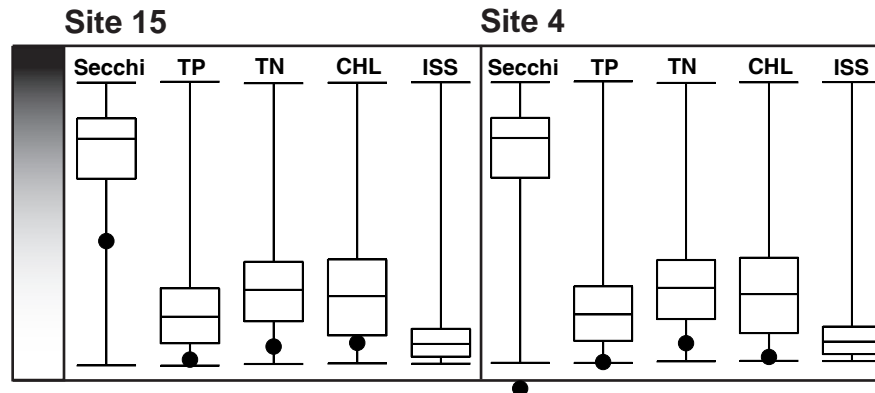 Site 15 Site 4
Secchi TP TN CHL ISS Secchi TP TN CHL ISS